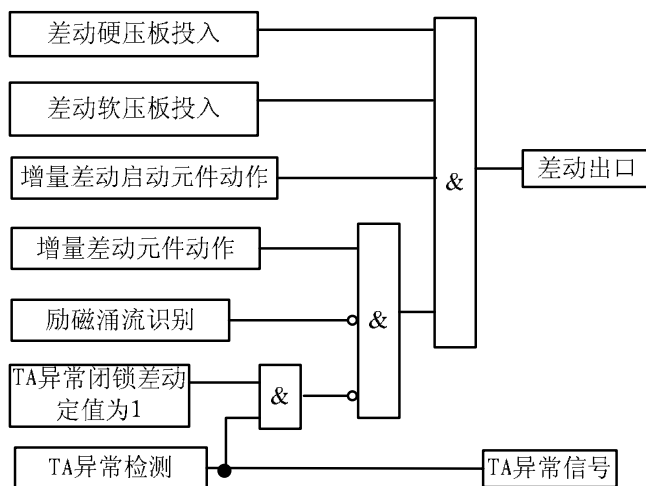 差动硬压板投入
差动软压板投入
增量差动启动元件动作
&
差动出口
增量差动元件动作
励磁涌流识别
&
TA异常闭锁差动
定值为1
&
TA异常检测
TA异常信号